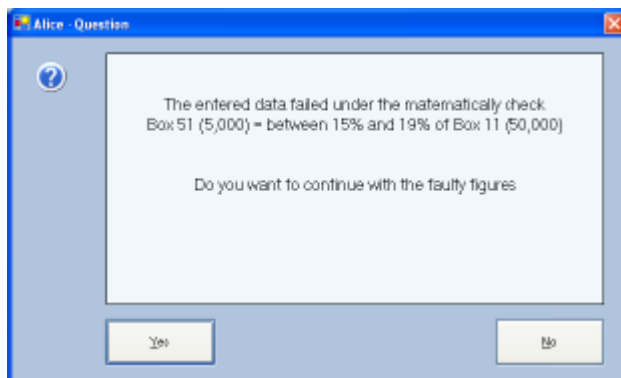 Alice - Question
The entered data failed under the matematically check
Box 51 (5,000) = between 15% and 19% of Box 11 (50,000)
Do you want to continue with the faulty figures
Yes
No